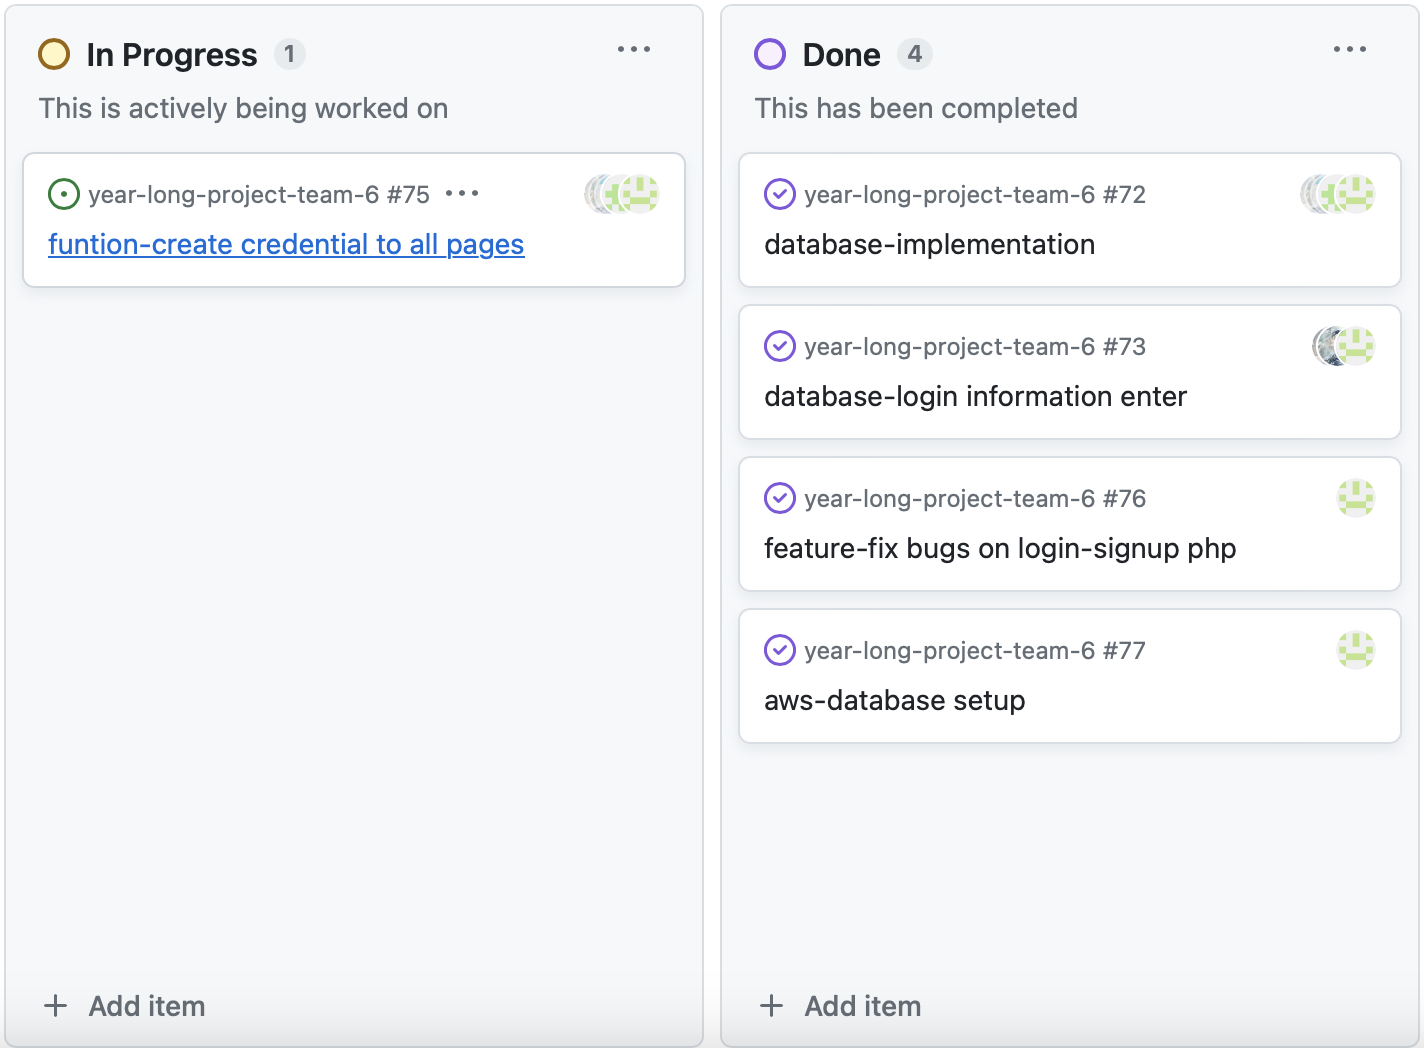 In Progress 1
This is actively being worked on
year-long-project-team-6 #75
funtion-create credential to all pages
Add item
Done 4
This has been completed
year-long-project-team-6 #72
database-implementation
year-long-project-team-6 #73
database-login information enter
year-long-project-team-6 #76
feature-fix bugs on login-signup php
year-long-project-team-6 #77
aws-database setup
Add item